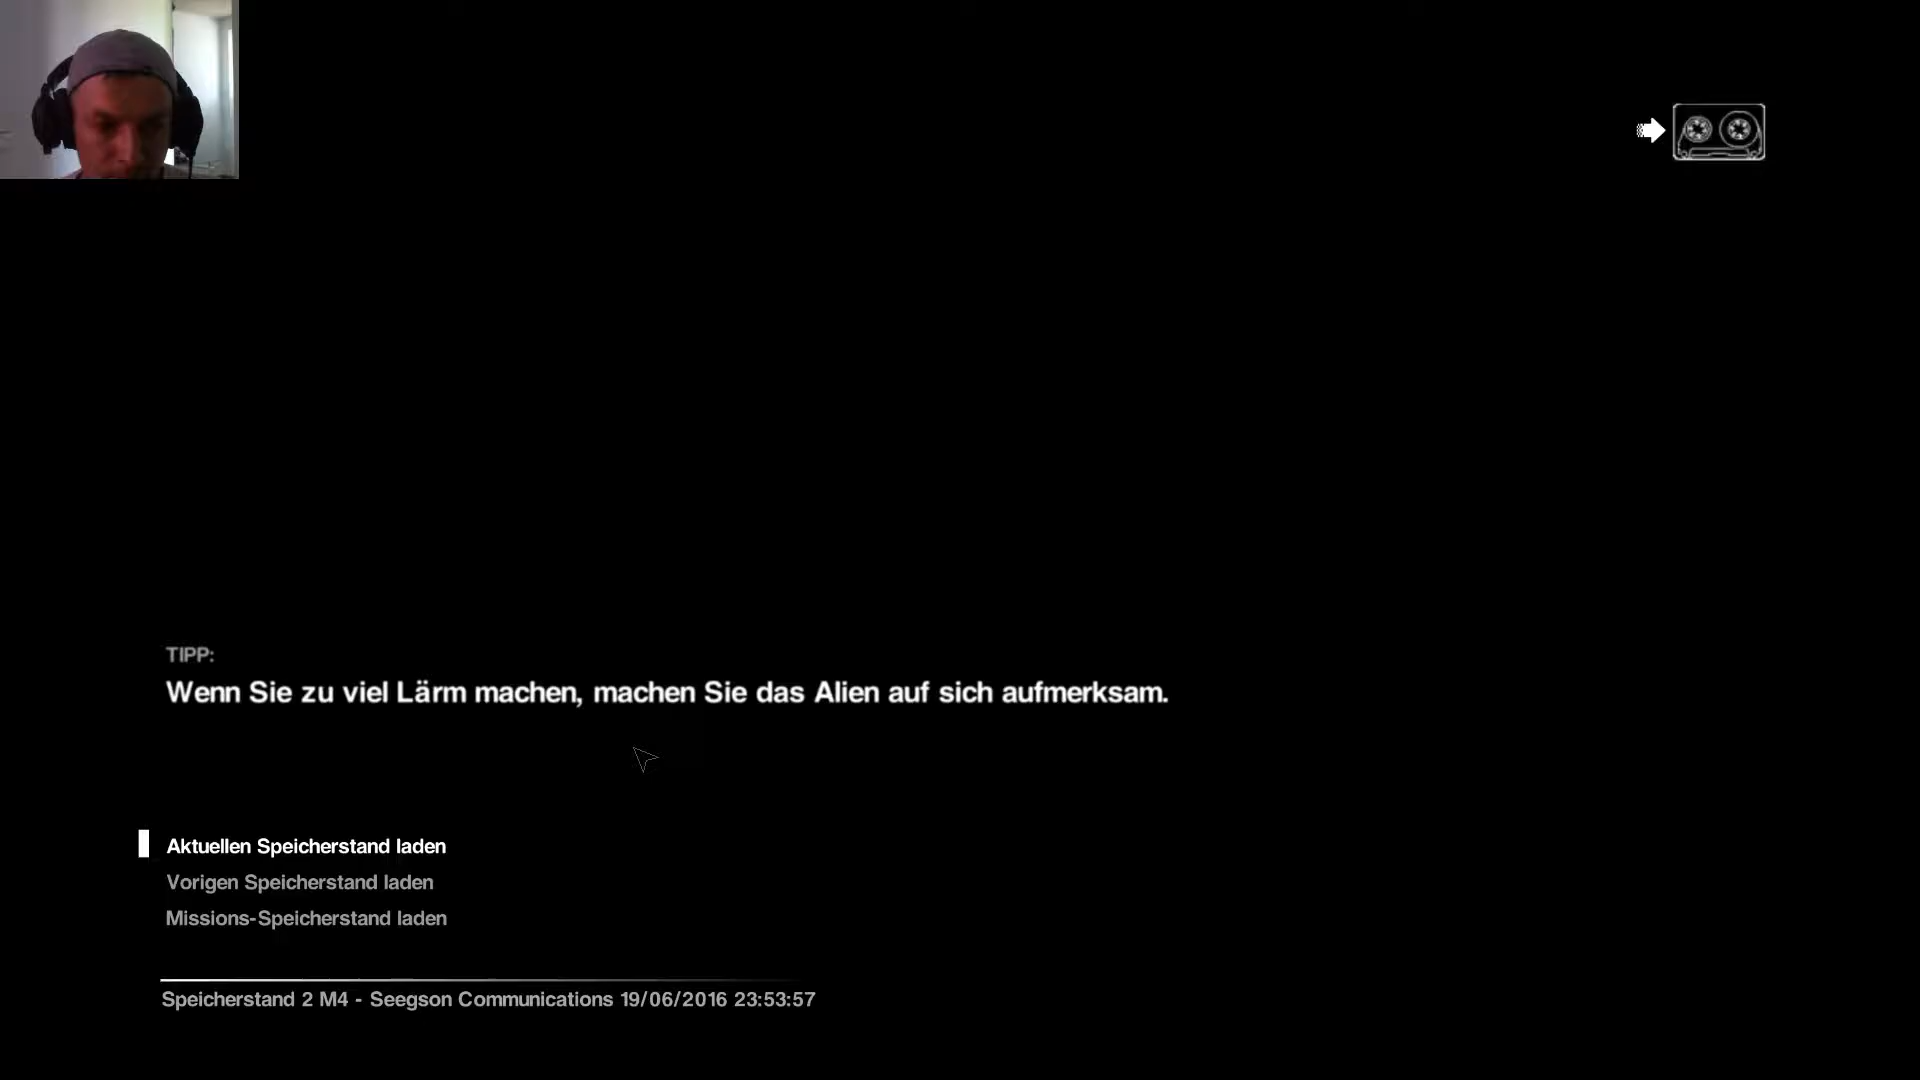 TIPP:
Wenn Sie zu viel Lärm machen, machen Sie das Alien auf sich aufmerksam.
Aktuellen Speicherstand laden
Vorigen Speicherstand laden
Missions-Speicherstand laden
Speicherstand 2 M4 - Seegson Communications 19/06/2016 23:53:57